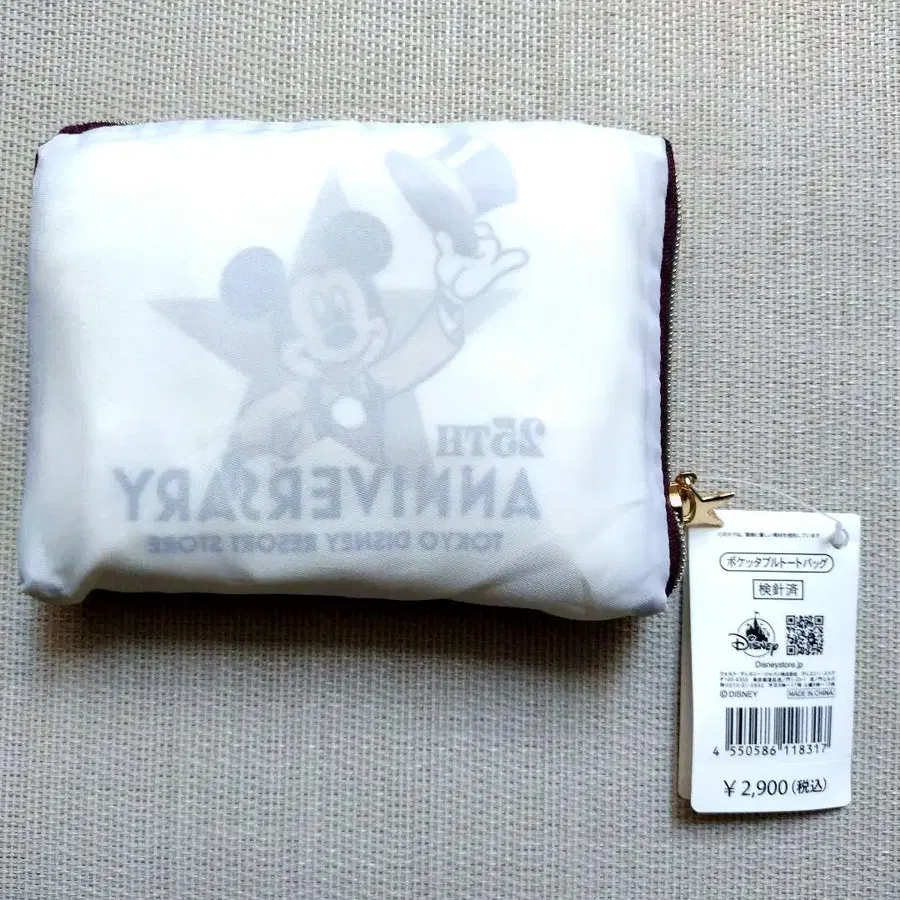 25TH
ANNIVERSARY
TOKYO DISNEY RESORT STORE
ポケッタブルトートバッグ
検針済
Disney
Disneystore.jp
©DISNEY
MADE IN CHINA
4 550586 118317
¥2,900(税込)